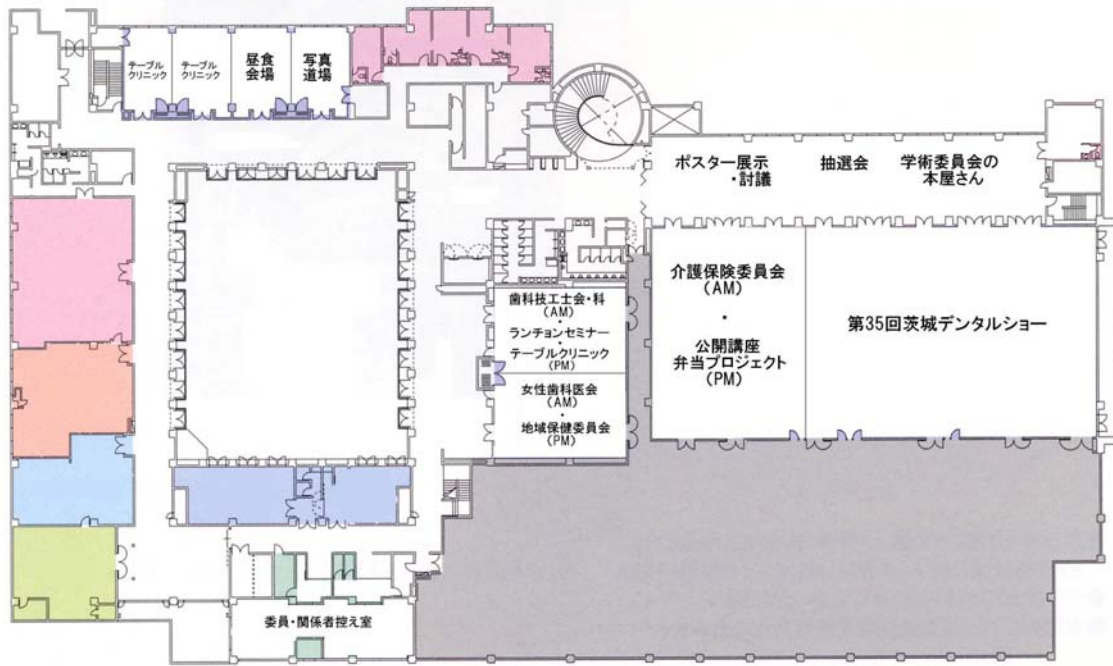 テーブル
クリニック
テーブル
クリニック
昼食
会場
写真
道場
ポスター展示
・討議
抽選会
学術委員会の
本屋さん
歯科技工士会・科
(AM)
・
ランチョンセミナー
・
テーブルクリニック
(PM)
女性歯科医会
(AM)
・
地域保健委員会
(PM)
介護保険委員会
(AM)
・
公開講座
弁当プロジェクト
(PM)
第35回茨城デンタルショー
委員・関係者控え室